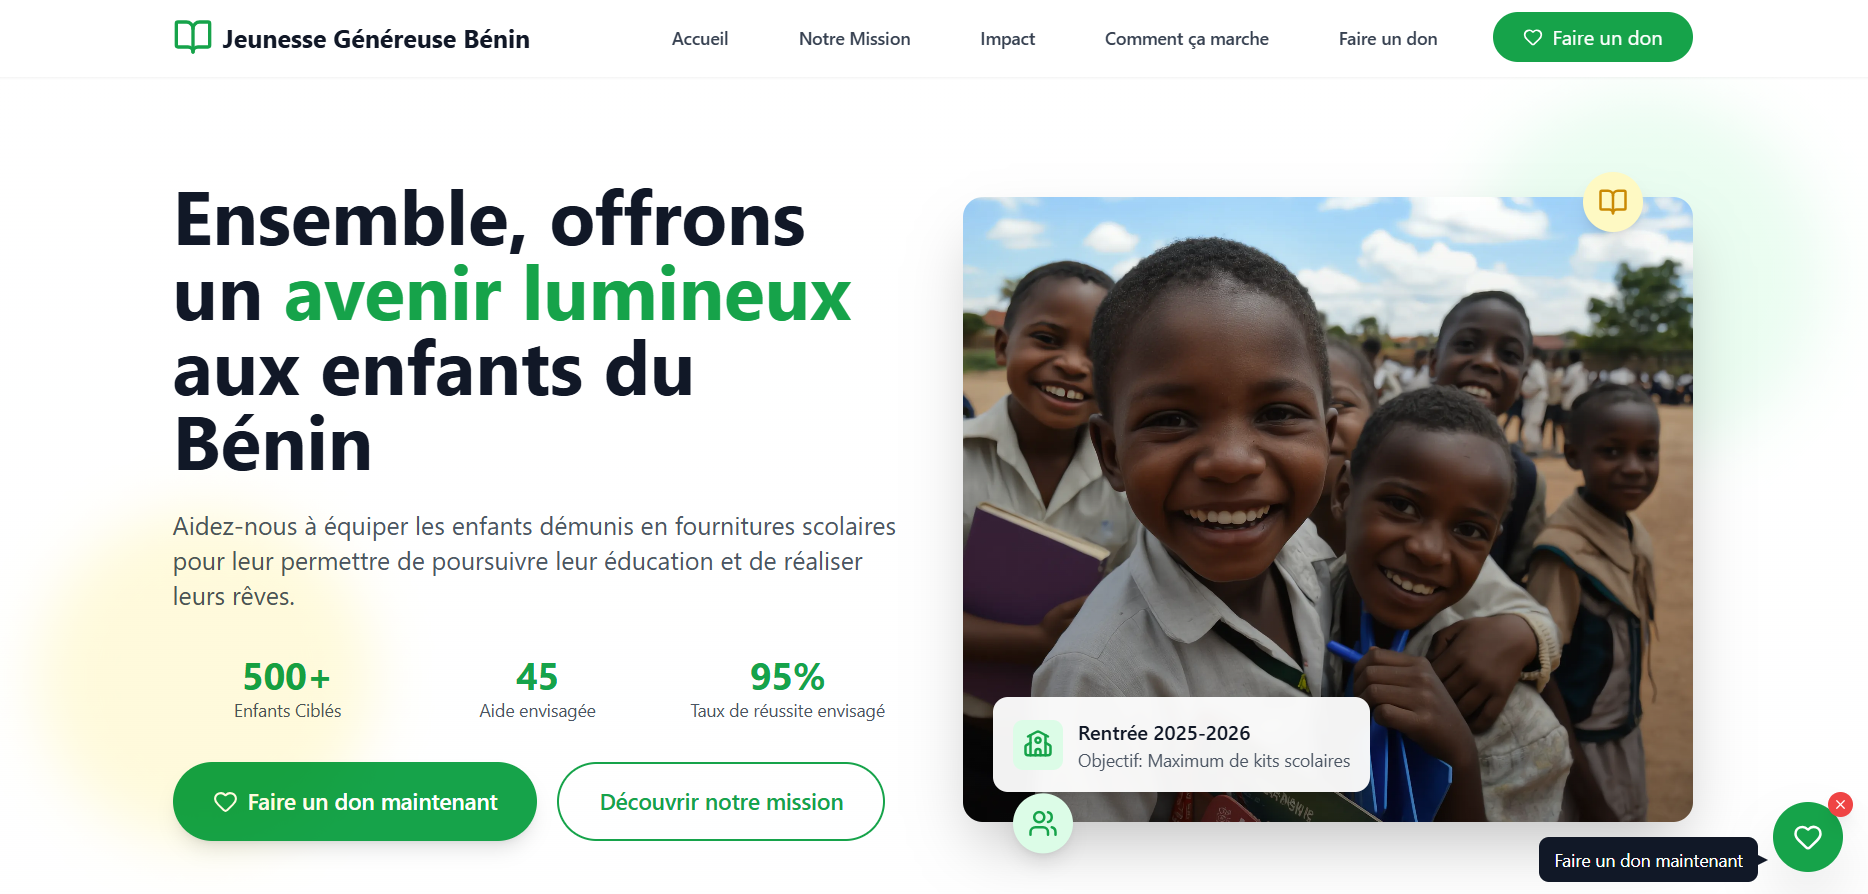 Jeunesse Généreuse Bénin
Accueil
Notre Mission
Impact
Comment ça marche
Faire un don
Faire un don
Ensemble, offrons
un avenir lumineux
aux enfants du
Bénin
Aidez-nous à équiper les enfants démunis en fournitures scolaires
pour leur permettre de poursuivre leur éducation et de réaliser
leurs rêves.
500+
Enfants Ciblés
45
Aide envisagée
95%
Taux de réussite envisagé
Faire un don maintenant
Découvrir notre mission
Rentrée 2025-2026
Objectif: Maximum de kits scolaires
Faire un don maintenant